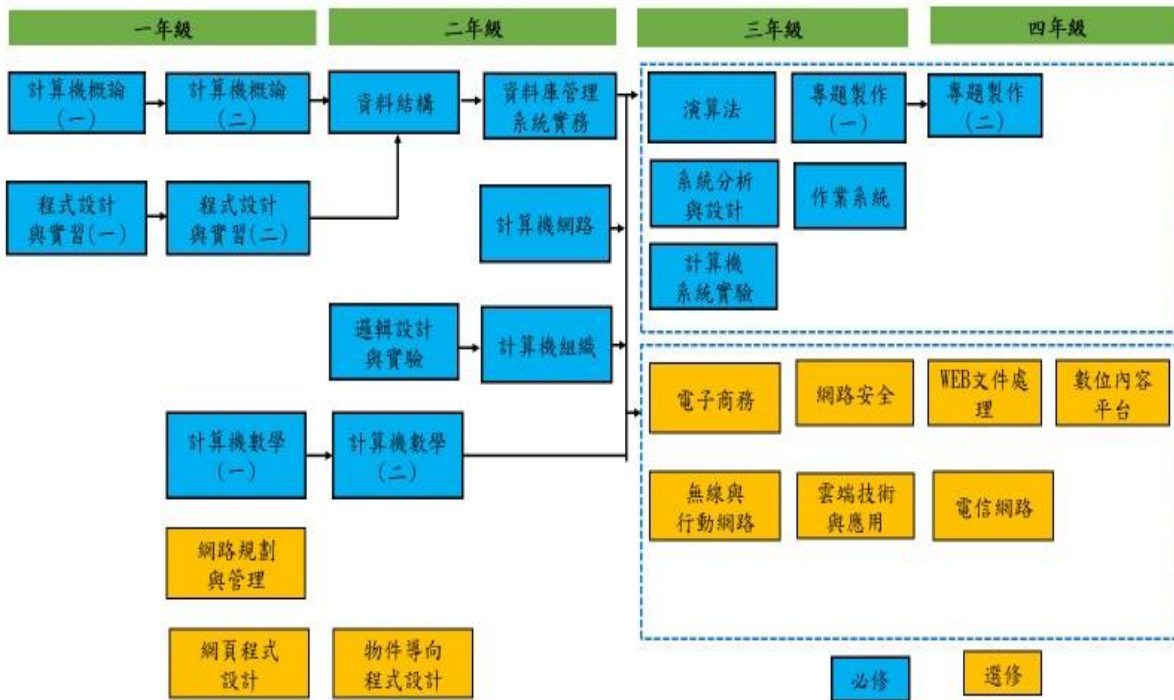 一年級
二年級
三年級
四年級
計算機概論
(一)
計算機概論
(二)
資料結構
資料庫管理
系統實務
演算法
專題製作
(一)
專題製作
(二)
程式設計
與實習(一)
程式設計
與實習(二)
計算機網路
系統分析
與設計
作業系統
計算機
系統實驗
邏輯設計
與實驗
計算機組織
電子商務
網路安全
WEB文件處
理
數位內容
平台
計算機數學
(一)
計算機數學
(二)
無線與
行動網路
雲端技術
與應用
電信網路
網路規劃
與管理
網頁程式
設計
物件導向
程式設計
必修
選修